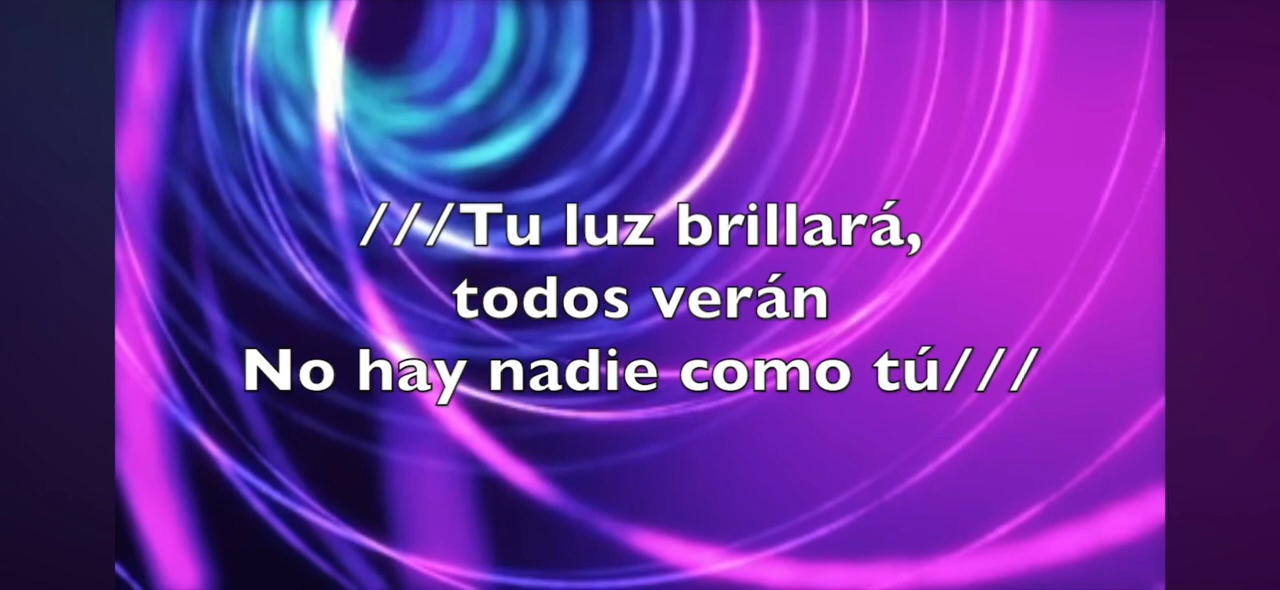 ///Tu luz brillará,
todos verán
No hay nadie como tú///